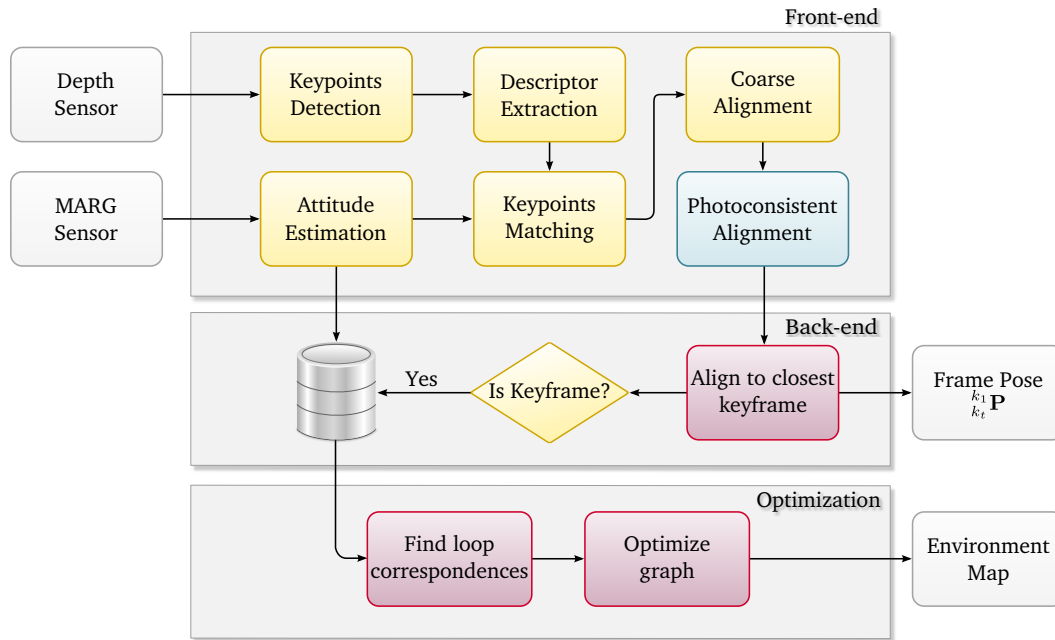 Front-end
Depth
Sensor
Keypoints
Detection
Descriptor
Extraction
Coarse
Alignment
MARG
Sensor
Attitude
Estimation
Keypoints
Matching
Photoconsistent
Alignment
Back-end
Yes
Is Keyframe?
Align to closest
keyframe
Frame Pose
k₁
kₜ P
Optimization
Find loop
correspondences
Optimize
graph
Environment
Map